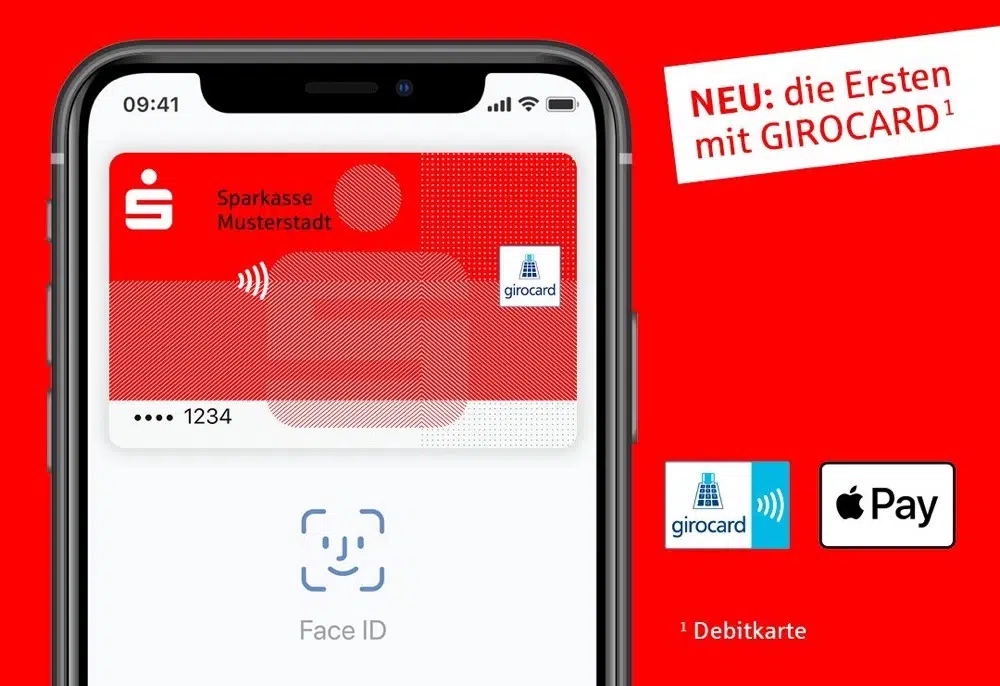 09:41
NEU: die Ersten
mit GIROCARD¹
Sparkasse
Musterstadt
girocard
•••• 1234
girocard
Pay
Face ID
¹ Debitkarte